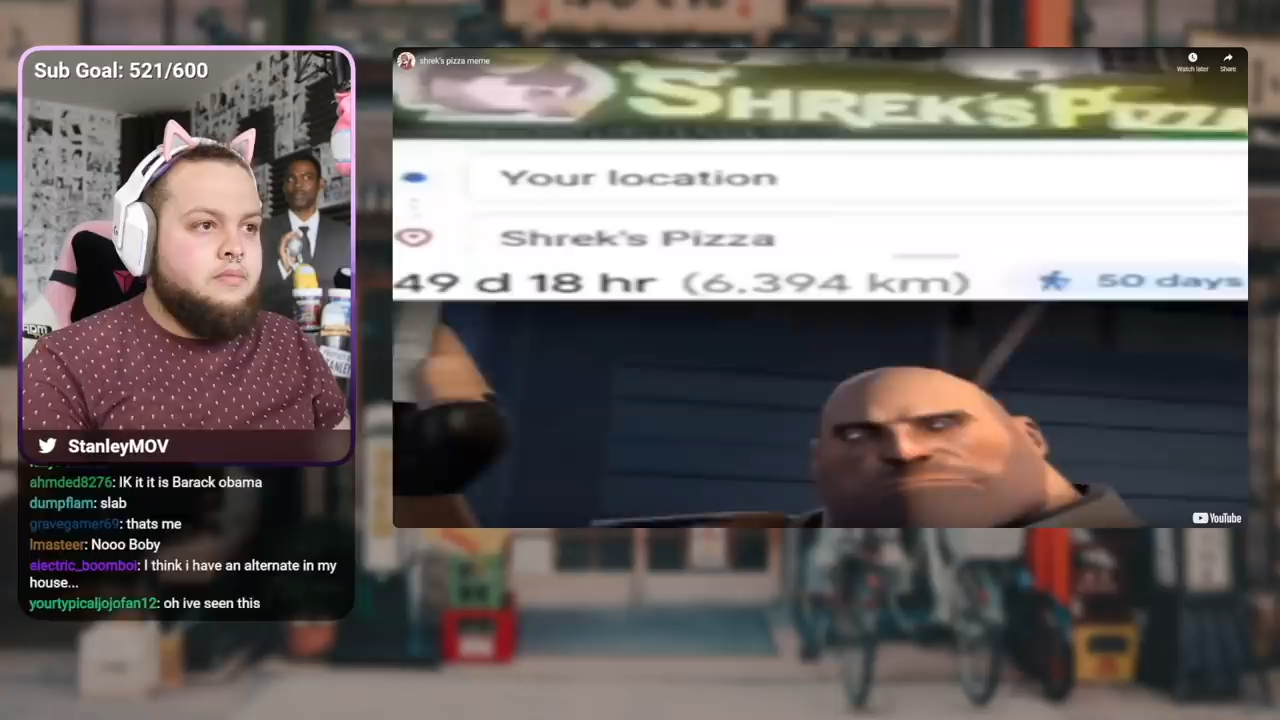 Sub Goal: 521/600
StanleyMOV
ahmded8276: IK it it is Barack obama
dumpflam: slab
gravegamer69: thats me
lmasteer: Nooo Boby
electric_boomboi: I think i have an alternate in my
house...
yourtypicaljojofan12: oh ive seen this
shrek's pizza meme
Watch later
Share
SHREK'S PIZZA
Your location
Shrek's Pizza
49 d 18 hr (6.394 km)
50 days
YouTube